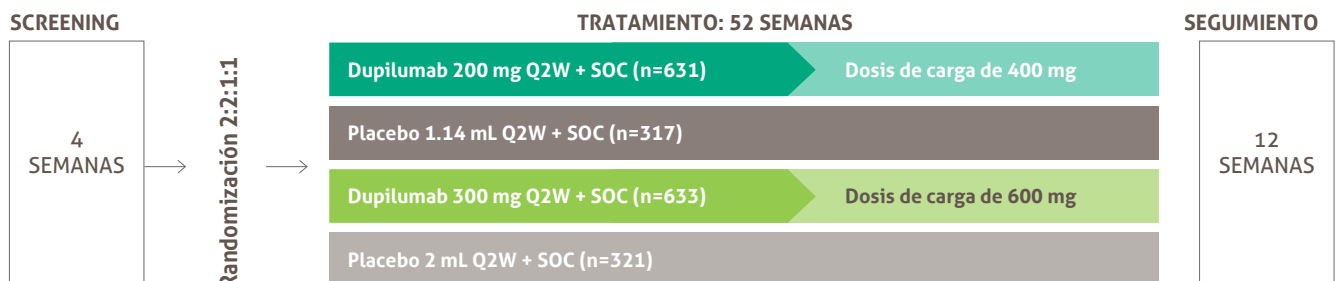 SCREENING
TRATAMIENTO: 52 SEMANAS
SEGUIMIENTO
4
SEMANAS
Randomización 2:2:1:1
Dupilumab 200 mg Q2W + SOC (n=631)
Dosis de carga de 400 mg
Placebo 1.14 mL Q2W + SOC (n=317)
Dupilumab 300 mg Q2W + SOC (n=633)
Dosis de carga de 600 mg
Placebo 2 mL Q2W + SOC (n=321)
12
SEMANAS